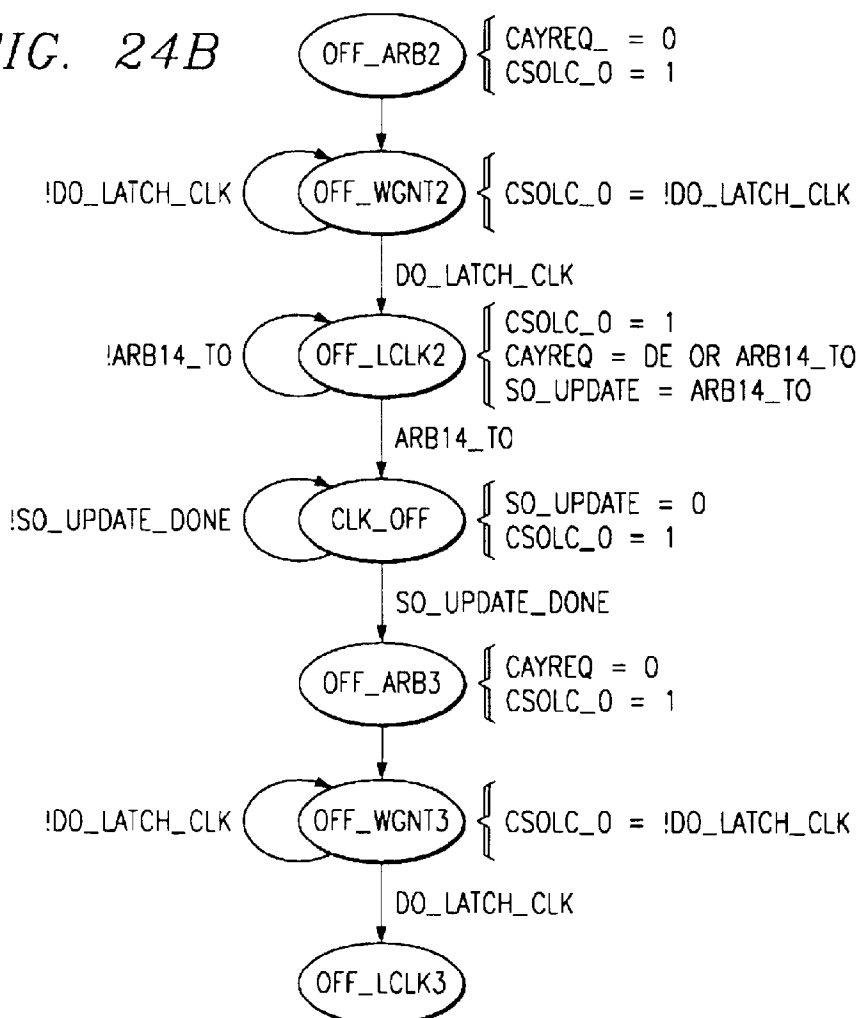 FIG. 24B
OFF_ARB2
CAYREQ_ = 0
CSOLC_0 = 1
!DO_LATCH_CLK
OFF_WGNT2
CSOLC_0 = !DO_LATCH_CLK
DO_LATCH_CLK
!ARB14_TO
OFF_LCLK2
CSOLC_0 = 1
CAYREQ = DE OR ARB14_TO
SO_UPDATE = ARB14_TO
ARB14_TO
!SO_UPDATE_DONE
CLK_OFF
SO_UPDATE = 0
CSOLC_0 = 1
SO_UPDATE_DONE
OFF_ARB3
CAYREQ = 0
CSOLC_0 = 1
!DO_LATCH_CLK
OFF_WGNT3
CSOLC_0 = !DO_LATCH_CLK
DO_LATCH_CLK
OFF_LCLK3